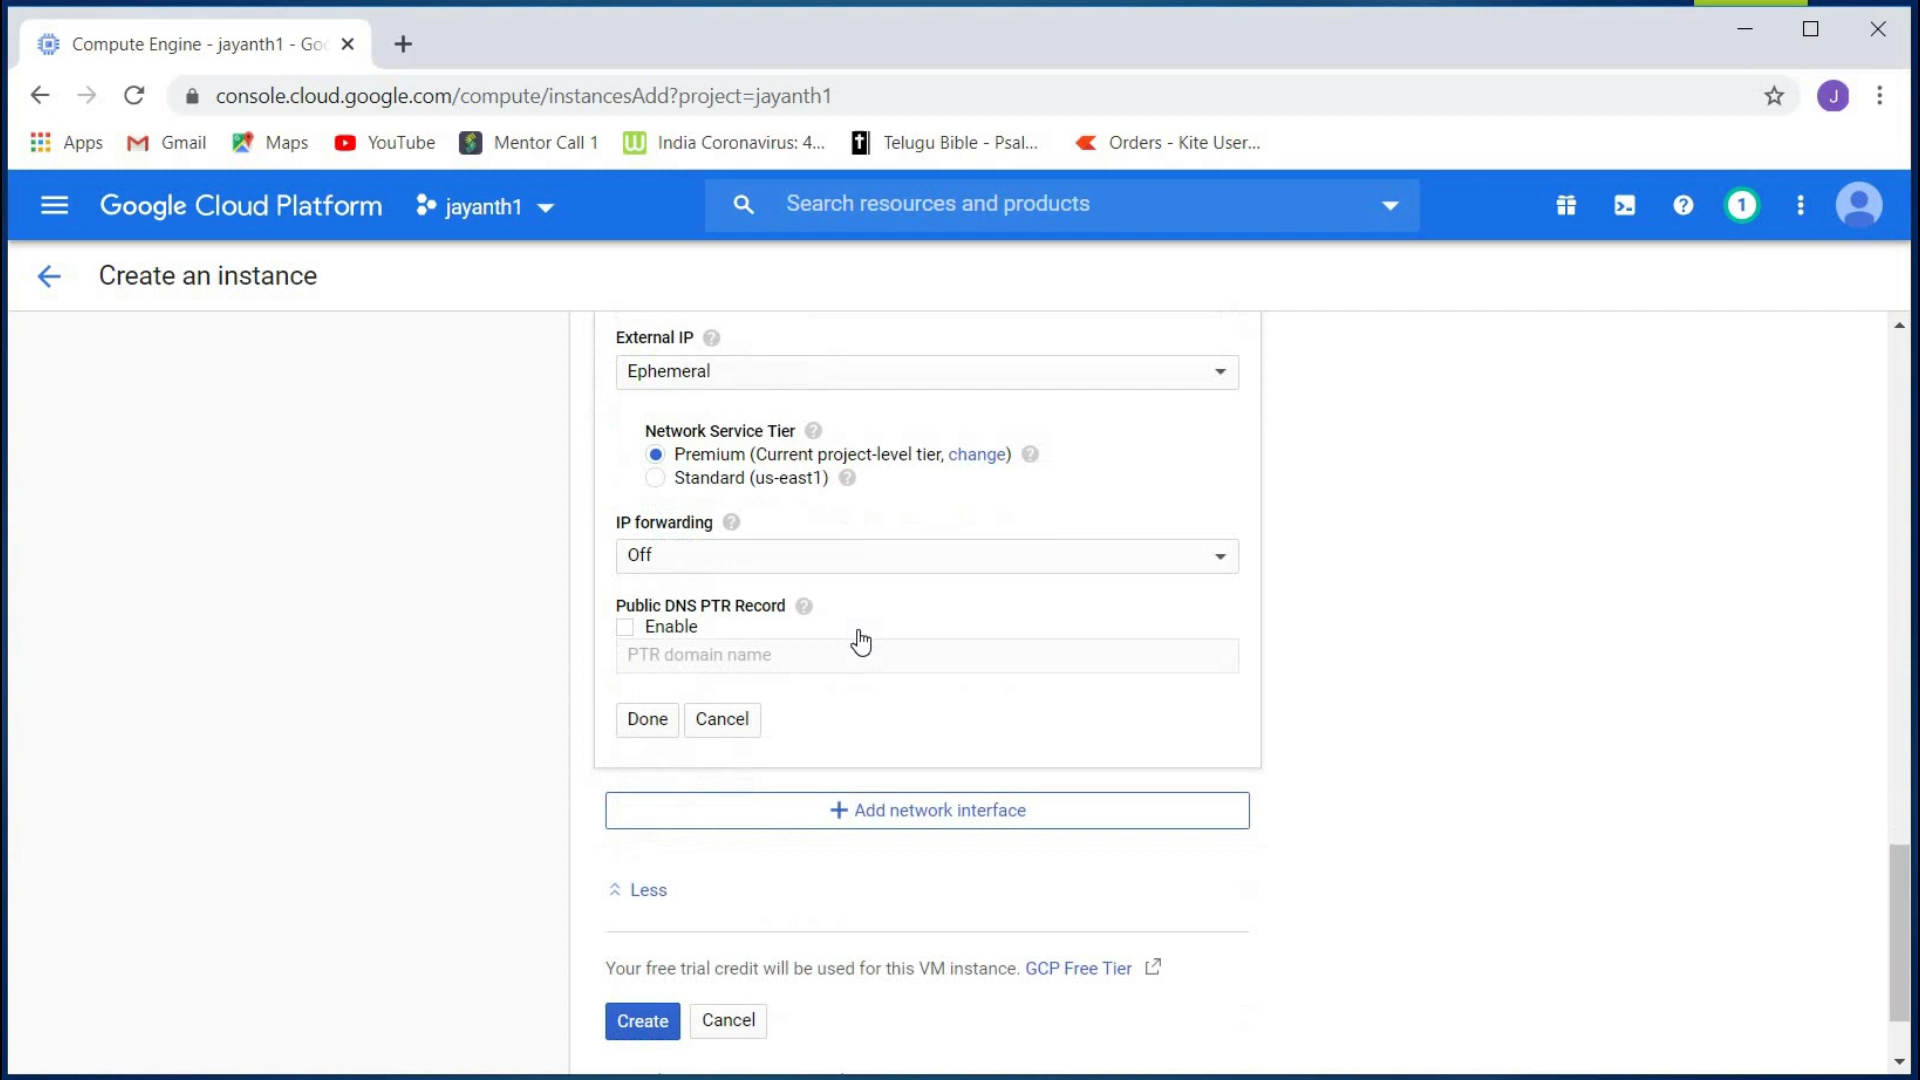 Compute Engine - jayanth1 - Goo
console.cloud.google.com/compute/instancesAdd?project=jayanth1
J
Apps Gmail Maps YouTube Mentor Call 1 India Coronavirus: 4... Telugu Bible - Psal... Orders - Kite User...
Google Cloud Platform jayanth1 Search resources and products 1
Create an instance
External IP
Ephemeral
Network Service Tier
Premium (Current project-level tier, change)
Standard (us-east1)
IP forwarding
Off
Public DNS PTR Record
Enable
PTR domain name
Done Cancel
+ Add network interface
Less
Your free trial credit will be used for this VM instance. GCP Free Tier
Create Cancel